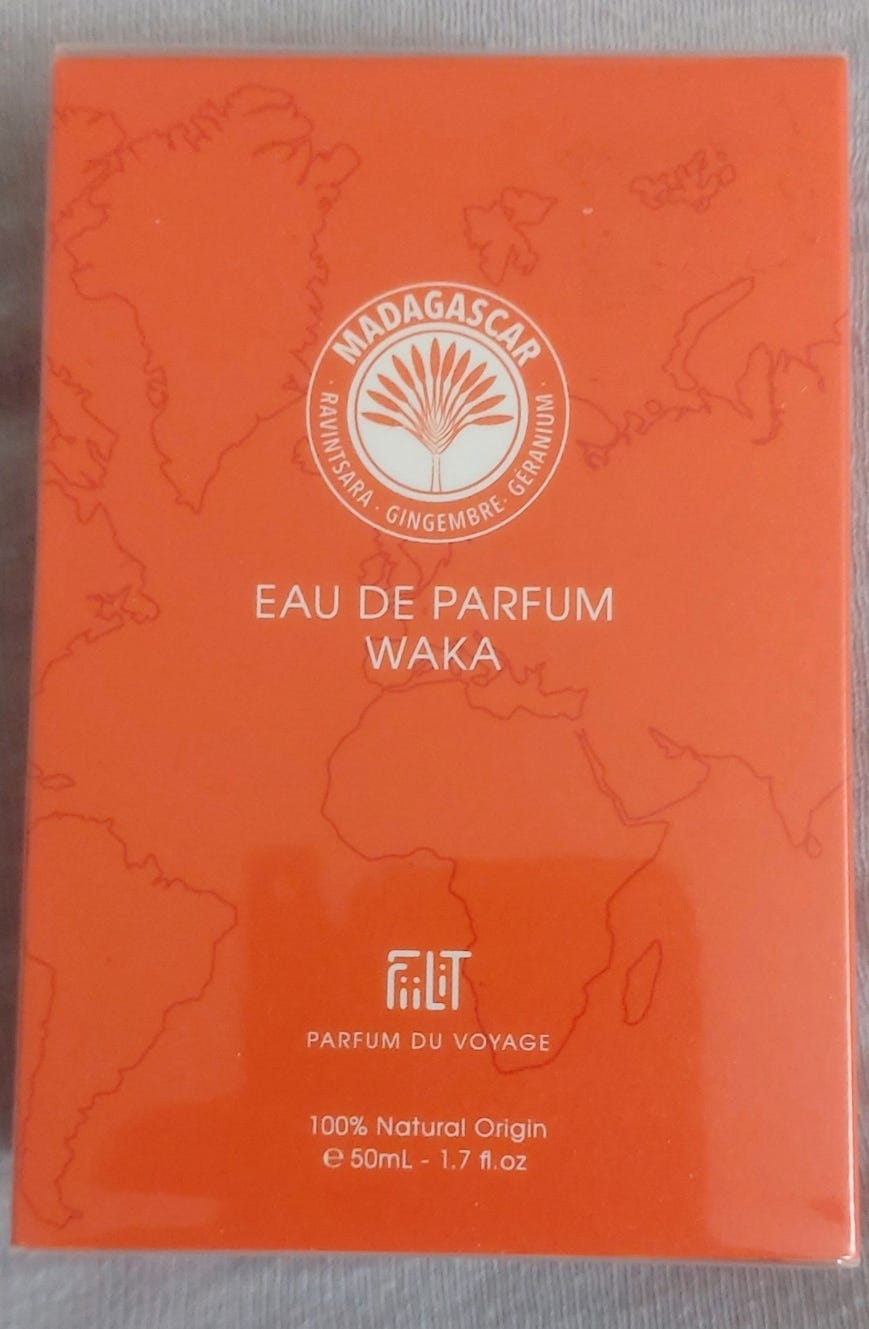 MADAGASCAR
· RAVINTSARA · GINGEMBRE · GÉRANIUM ·
EAU DE PARFUM
WAKA
FiiLiT
PARFUM DU VOYAGE
100% Natural Origin
℮ 50mL - 1.7 fl.oz